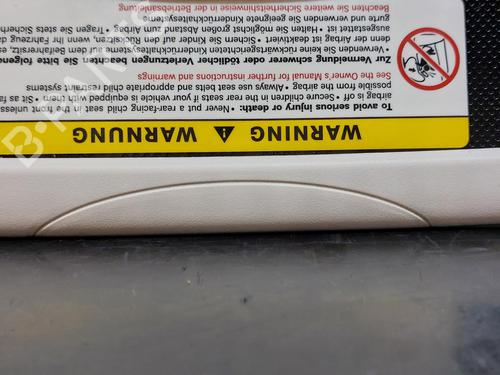 WARNING WARNUNG
To avoid serious injury or death: • Never put a rear-facing child seat in the front unless
airbag is off • Secure children in the rear seats if your vehicle is equipped with them • Sit as fa
possible from the airbag • Always use seat belts and appropriate child restraint systems
See the Owner's Manual for further instructions and warnings
Zur Vermeidung schwerer oder tödlicher Verletzungen beachten Sie bitte folgende
• Verwenden Sie keine rückwärtsgerichteten Kinderrückhaltesysteme auf dem Beifahrersitz, es
denn der Airbag ist deaktiviert • Sichern Sie Kinder auf den Rücksitzen, wenn Ihr Fahrzeug da
ausgestattet ist • Halten Sie möglichst großen Abstand zum Airbag • Tragen Sie stets Sicherh
gurte und verwenden Sie geeignete Kinderrückhaltesysteme
Beachten Sie weitere Sicherheitshinweise in der Betriebsanleitung